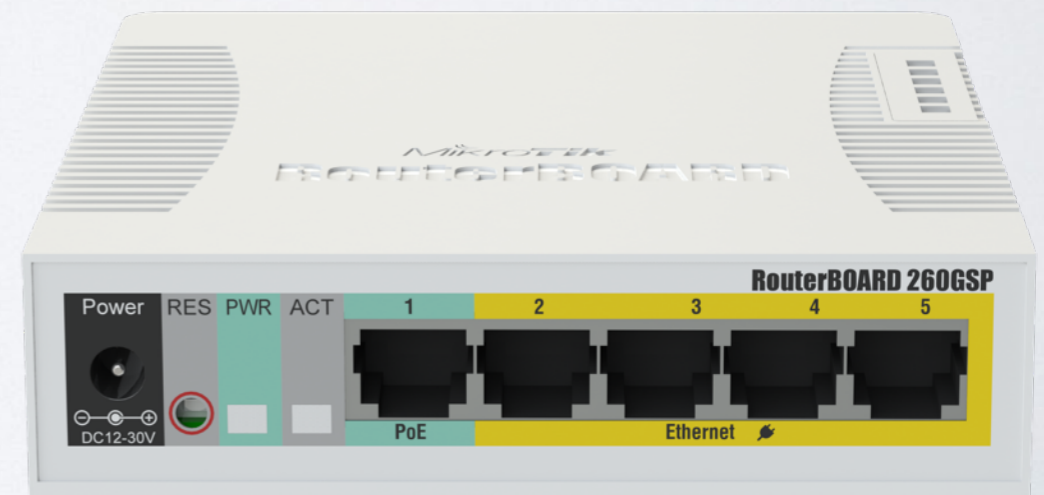 MikroTik
RouterBOARD
RouterBOARD 260GSP
Power RES PWR ACT 1 2 3 4 5
DC12-30V
PoE Ethernet